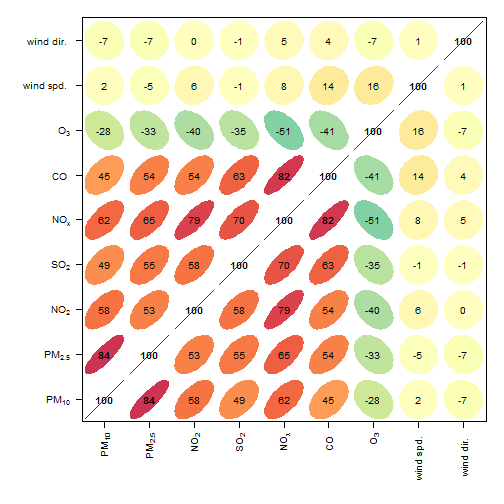 wind dir. -7 -7 0 -1 5 4 -7 1 100
wind spd. 2 -5 6 -1 8 14 16 100 1
O₃ -28 -33 -40 -35 -51 -41 100 16 -7
CO 45 54 54 63 82 100 -41 14 4
NOₓ 62 65 79 70 100 82 -51 8 5
SO₂ 49 55 58 100 70 63 -35 -1 -1
NO₂ 58 53 100 58 79 54 -40 6 0
PM₂.₅ 84 100 53 55 65 54 -33 -5 -7
PM₁₀ 100 84 58 49 62 45 -28 2 -7
PM₁₀ PM₂.₅ NO₂ SO₂ NOₓ CO O₃ wind spd. wind dir.